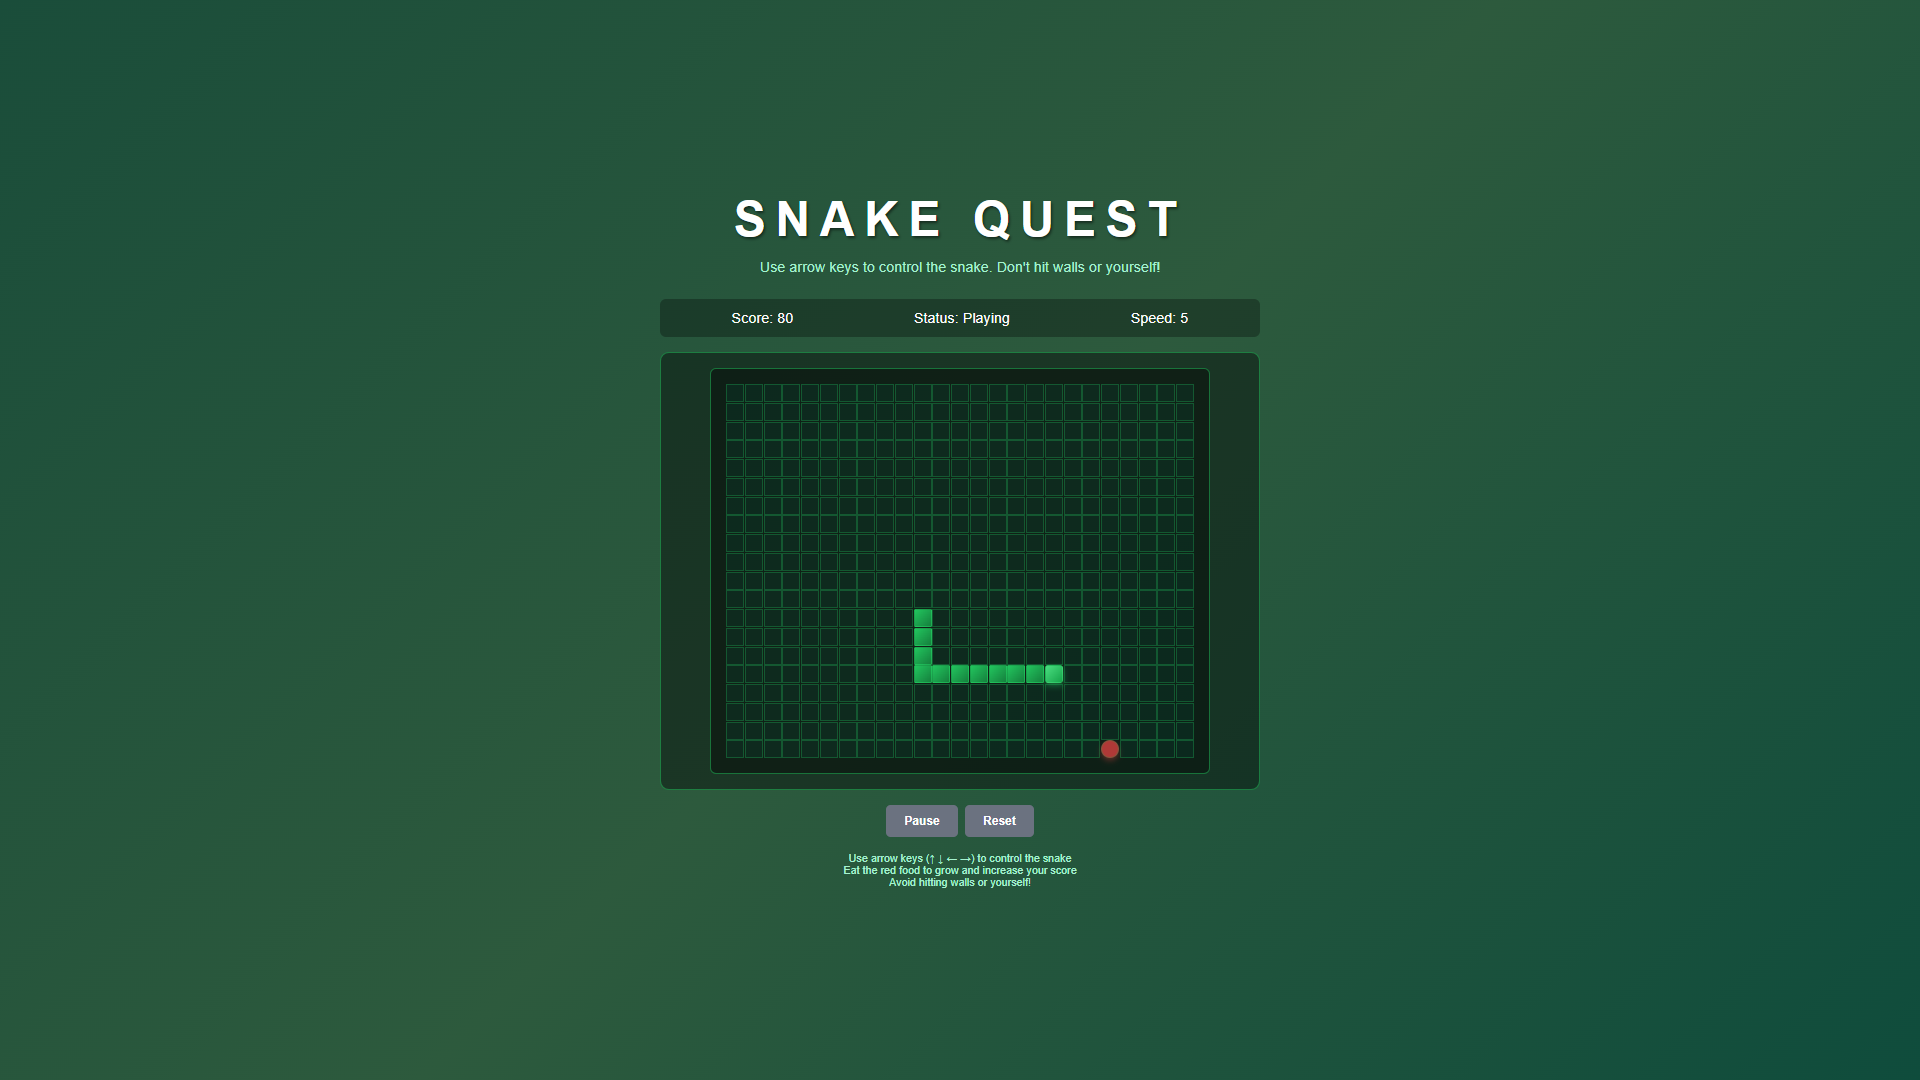 SNAKE QUEST
Use arrow keys to control the snake. Don't hit walls or yourself!
Score: 80 Status: Playing Speed: 5
Pause Reset
Use arrow keys (↑ ↓ ← →) to control the snake
Eat the red food to grow and increase your score
Avoid hitting walls or yourself!